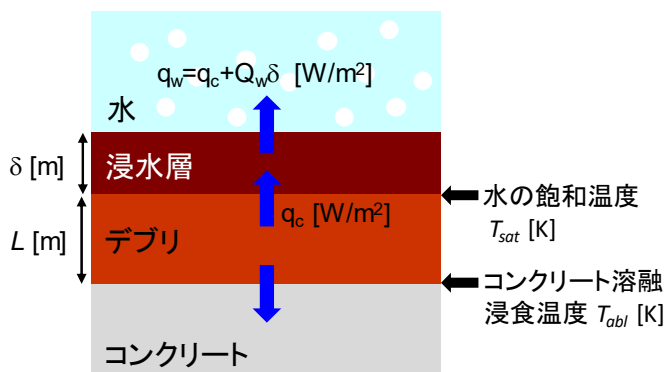 q_w=q_c+Q_wδ [W/m²]
水
δ [m]
浸水層
水の飽和温度
T_sat [K]
q_c [W/m²]
L [m]
デブリ
コンクリート溶融
浸食温度 T_abl [K]
コンクリート